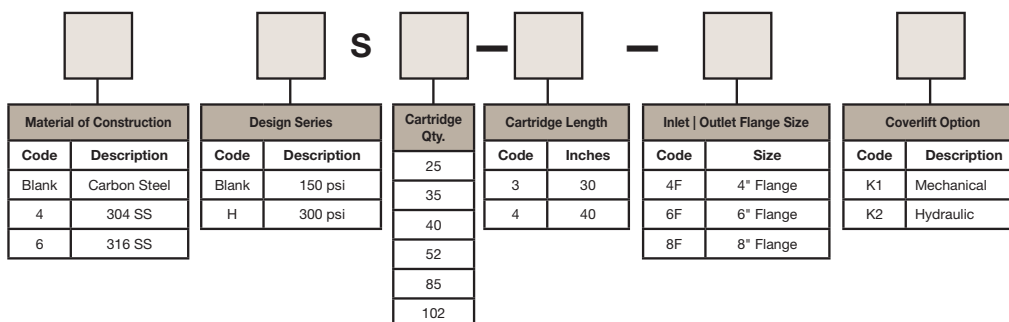 S — —
Material of Construction
Code Description
Blank Carbon Steel
4 304 SS
6 316 SS
Design Series
Code Description
Blank 150 psi
H 300 psi
Cartridge
Qty.
25
35
40
52
85
102
Cartridge Length
Code Inches
3 30
4 40
Inlet | Outlet Flange Size
Code Size
4F 4" Flange
6F 6" Flange
8F 8" Flange
Coverlift Option
Code Description
K1 Mechanical
K2 Hydraulic